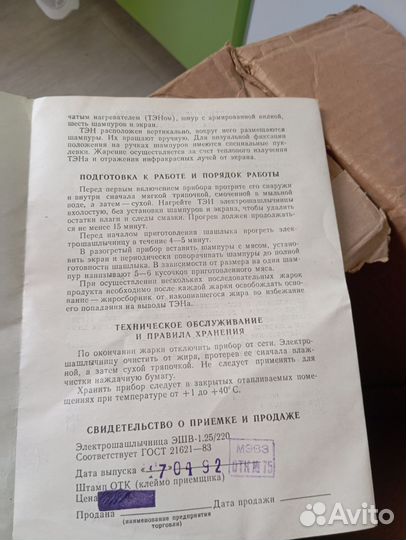 чатым нагревателем (ТЭНом), шнур с армированной вилкой,
шесть шампуров и экран.
ТЭН расположен вертикально, вокруг него размещаются
шампуры. Их вращают вручную. Для визуальной фиксации
положения на ручках шампуров имеются специальные пук-
левки. Жарение осуществляется за счет теплового излучения
ТЭНа и отражения инфракрасных лучей от экрана.
ПОДГОТОВКА К РАБОТЕ И ПОРЯДОК РАБОТЫ
Перед первым включением прибора протрите его снаружи
и внутри сначала мягкой тряпочкой, смоченной в мыльной
воде, а затем — сухой. Нагрейте ТЭН электрошашлычницы
вхолостую, без установки шампуров и экрана, чтобы удалить
остатки влаги и следы смазки. Прогрев должен продолжать-
ся не менее 15 минут.
Перед началом приготовления шашлыка прогреть элек-
трошашлычницу в течение 4—5 минут.
В разогретый прибор вставить шампуры с мясом, устано-
вить экран и периодически поворачивать шампуры до полной
готовности шашлыка. В зависимости от размера на один шам-
пур нанизывают 5—6 кусочков приготовленного мяса.
При осуществлении нескольких последовательных жарок
продукта необходимо после каждой жарки освобождать осно-
вание — жиросборник от накопившегося жира во избежание
его попадания на выводы ТЭНа.
ТЕХНИЧЕСКОЕ ОБСЛУЖИВАНИЕ
И ПРАВИЛА ХРАНЕНИЯ
По окончании жарки отключить прибор от сети. Электро-
шашлычницу очистить от жира, протерев ее сначала влаж-
ной, а затем сухой тряпочкой. Не следует применять для
чистки наждачную бумагу.
Хранить прибор следует в закрытых отапливаемых поме-
щениях при температуре от +1 до +40°С.
СВИДЕТЕЛЬСТВО О ПРИЕМКЕ И ПРОДАЖЕ
Электрошашлычница ЭШВ-1,25/220
Соответствует ГОСТ 21621—83
МЭВЗ
Дата выпуска 17 04 92 ОТК № 75
Штамп ОТК (клеймо приемщика)
Цена
Продана Дата продажи
(наименование предприятия
торговли)
Avito